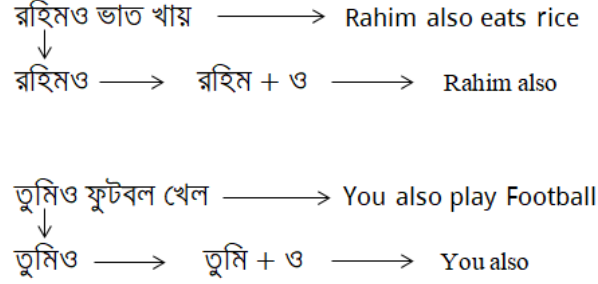 রহিমও ভাত খায় → Rahim also eats rice
রহিমও → রহিম + ও → Rahim also
তুমিও ফুটবল খেল → You also play Football
তুমিও → তুমি + ও → You also